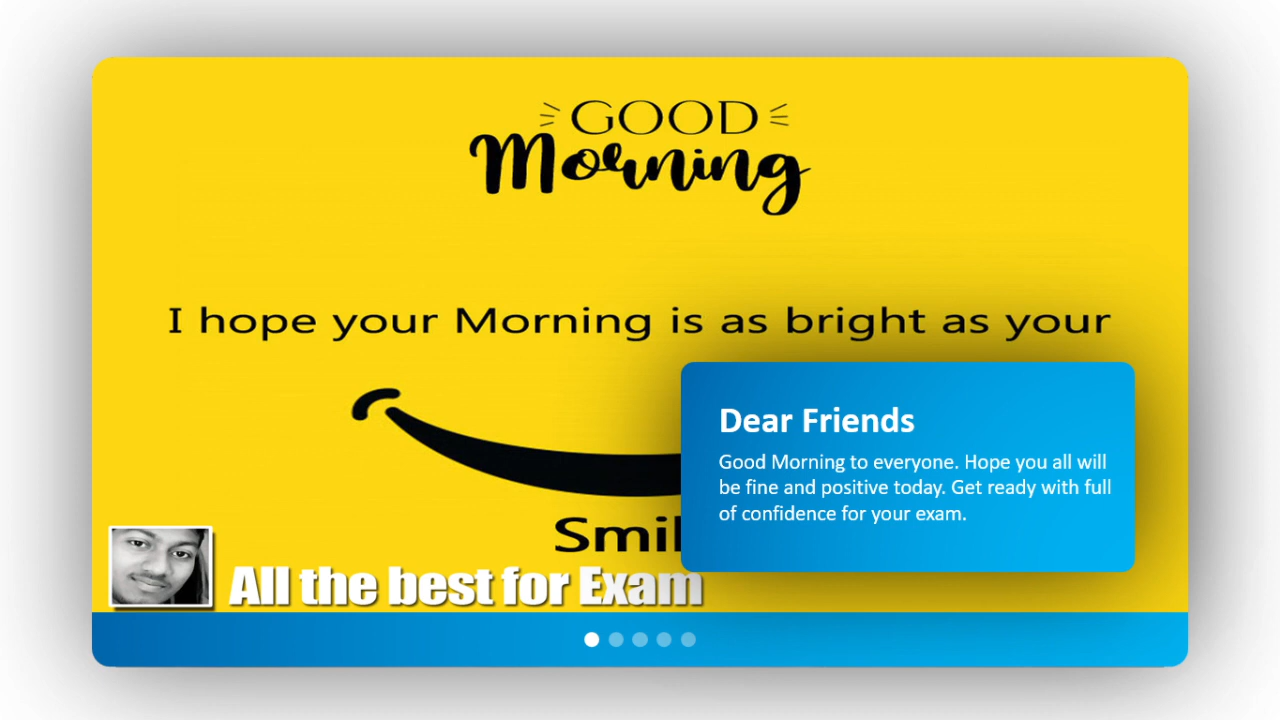 GOOD
Morning
I hope your Morning is as bright as your
Dear Friends
Good Morning to everyone. Hope you all will
be fine and positive today. Get ready with full
of confidence for your exam.
All the best for Exam